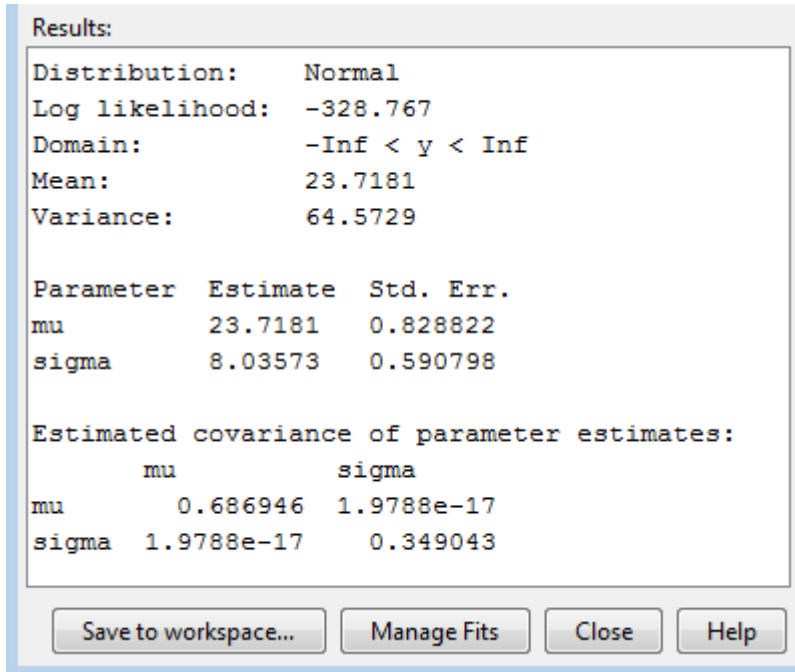 Results:
Distribution:    Normal
Log likelihood:  -328.767
Domain:          -Inf < y < Inf
Mean:            23.7181
Variance:        64.5729
Parameter  Estimate  Std. Err.
mu         23.7181   0.828822
sigma      8.03573   0.590798
Estimated covariance of parameter estimates:
       mu          sigma
mu       0.686946  1.9788e-17
sigma  1.9788e-17    0.349043
Save to workspace... Manage Fits Close Help